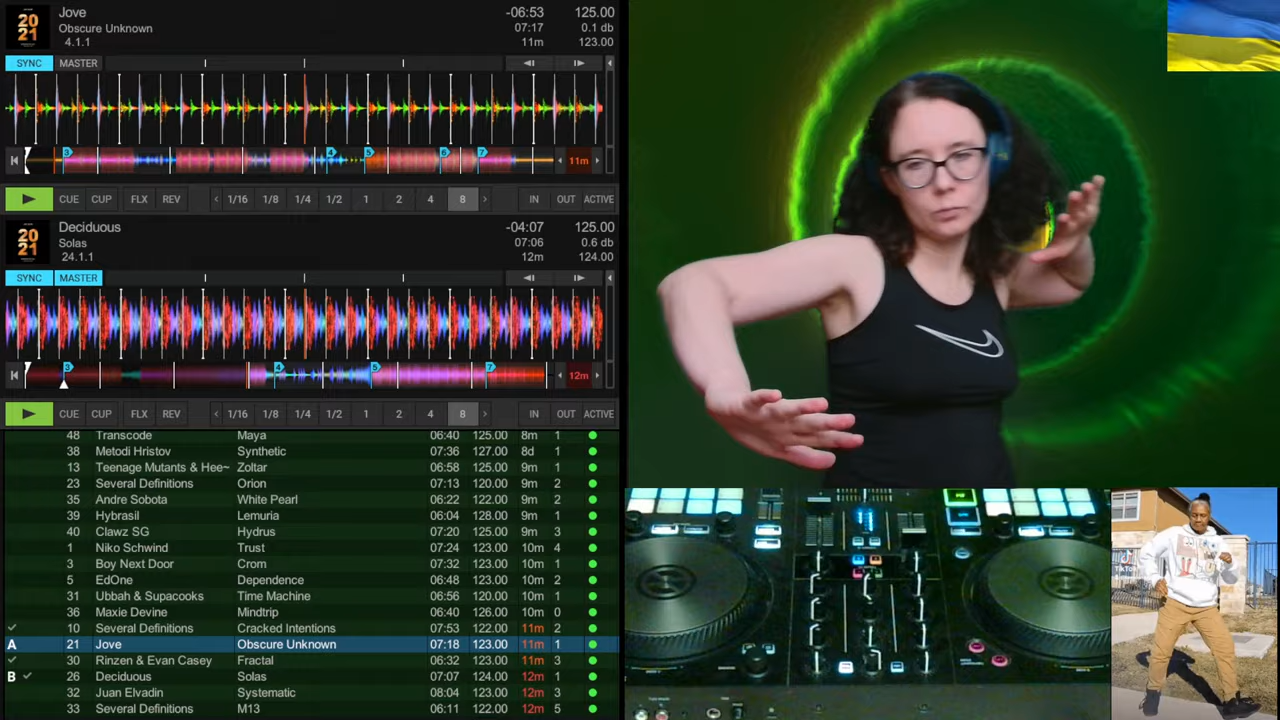 20
21
Jove
Obscure Unknown
4.1.1
-06:53
07:17
11m
125.00
0.1 db
123.00
SYNC MASTER
3 4 5 6 7
11m
CUE CUP FLX REV 1/16 1/8 1/4 1/2 1 2 4 8 IN OUT ACTIVE
20
21
Deciduous
Solas
24.1.1
-04:07
07:06
12m
125.00
0.6 db
124.00
SYNC MASTER
3 4 5 7
12m
CUE CUP FLX REV 1/16 1/8 1/4 1/2 1 2 4 8 IN OUT ACTIVE
48 Transcode Maya 06:40 125.00 8m 1
38 Metodi Hristov Synthetic 07:36 127.00 8d 1
13 Teenage Mutants & Hee~ Zoltar 06:58 125.00 9m 1
23 Several Definitions Orion 07:13 120.00 9m 2
35 Andre Sobota White Pearl 06:22 122.00 9m 2
39 Hybrasil Lemuria 06:04 128.00 9m 1
40 Clawz SG Hydrus 07:20 125.00 9m 3
1 Niko Schwind Trust 07:24 123.00 10m 4
3 Boy Next Door Crom 07:32 123.00 10m 1
5 EdOne Dependence 06:48 123.00 10m 2
31 Ubbah & Supacooks Time Machine 06:56 120.00 10m 1
36 Maxie Devine Mindtrip 06:40 126.00 10m 0
10 Several Definitions Cracked Intentions 07:53 122.00 11m 2
A 21 Jove Obscure Unknown 07:18 123.00 11m 1
30 Rinzen & Evan Casey Fractal 06:32 123.00 11m 3
B 26 Deciduous Solas 07:07 124.00 12m 1
32 Juan Elvadin Systematic 08:04 123.00 12m 3
33 Several Definitions M13 06:11 122.00 12m 5
TikTok